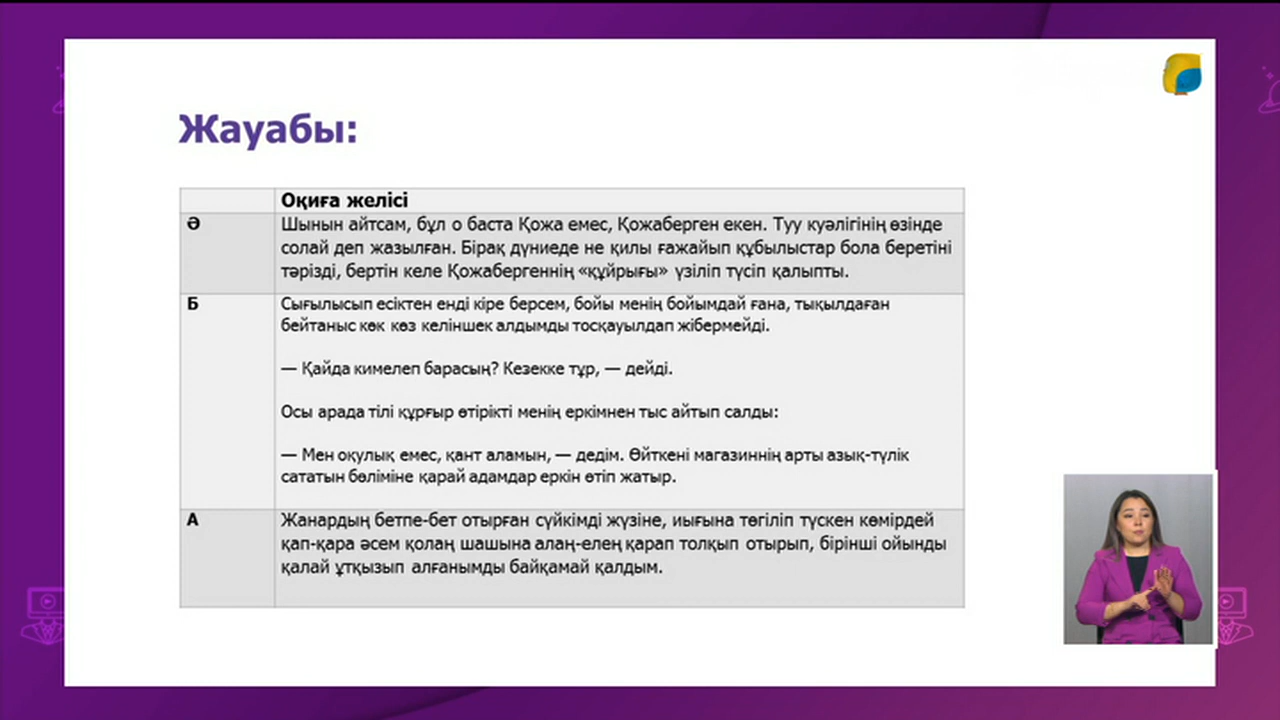 Жауабы:
Оқиға желісі
Ә
Шынын айтсам, бұл о баста Қожа емес, Қожаберген екен. Туу куәлігінің өзінде
солай деп жазылған. Бірақ дүниеде не қилы ғажайып құбылыстар бола беретіні
тәрізді, бертін келе Қожабергеннің «құйрығы» үзіліп түсіп қалыпты.
Б
Сығылысып есіктен енді кіре берсем, бойы менің бойымдай ғана, тықылдаған
бейтаныс көк көз келіншек алдымды тосқауылдап жібермейді.
— Қайда кимелеп барасың? Кезекке тұр, — дейді.
Осы арада тілі құрғыр өтірікті менің еркімнен тыс айтып салды:
— Мен оқулық емес, қант аламын, — дедім. Өйткені магазиннің арты азық-түлік
сататын бөліміне қарай адамдар еркін өтіп жатыр.
А
Жанардың бетпе-бет отырған сүйкімді жүзіне, иығына төгіліп түскен көмірдей
қап-қара әсем қолаң шашына алаң-елең қарап толқып отырып, бірінші ойынды
қалай ұтқызып алғанымды байқамай қалдым.